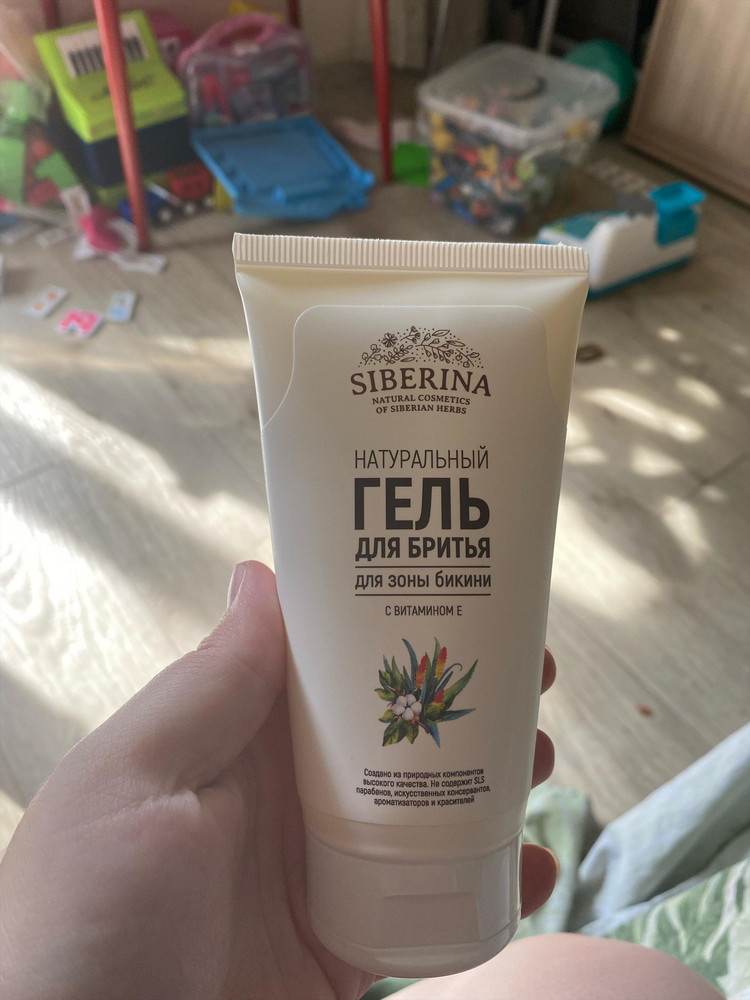 SIBERINA
NATURAL COSMETICS
OF SIBERIAN HERBS
НАТУРАЛЬНЫЙ
ГЕЛЬ
ДЛЯ БРИТЬЯ
ДЛЯ ЗОНЫ БИКИНИ
С ВИТАМИНОМ Е
Создано из природных компонентов
высокого качества. Не содержит SLS
парабенов, искусственных консервантов,
ароматизаторов и красителей